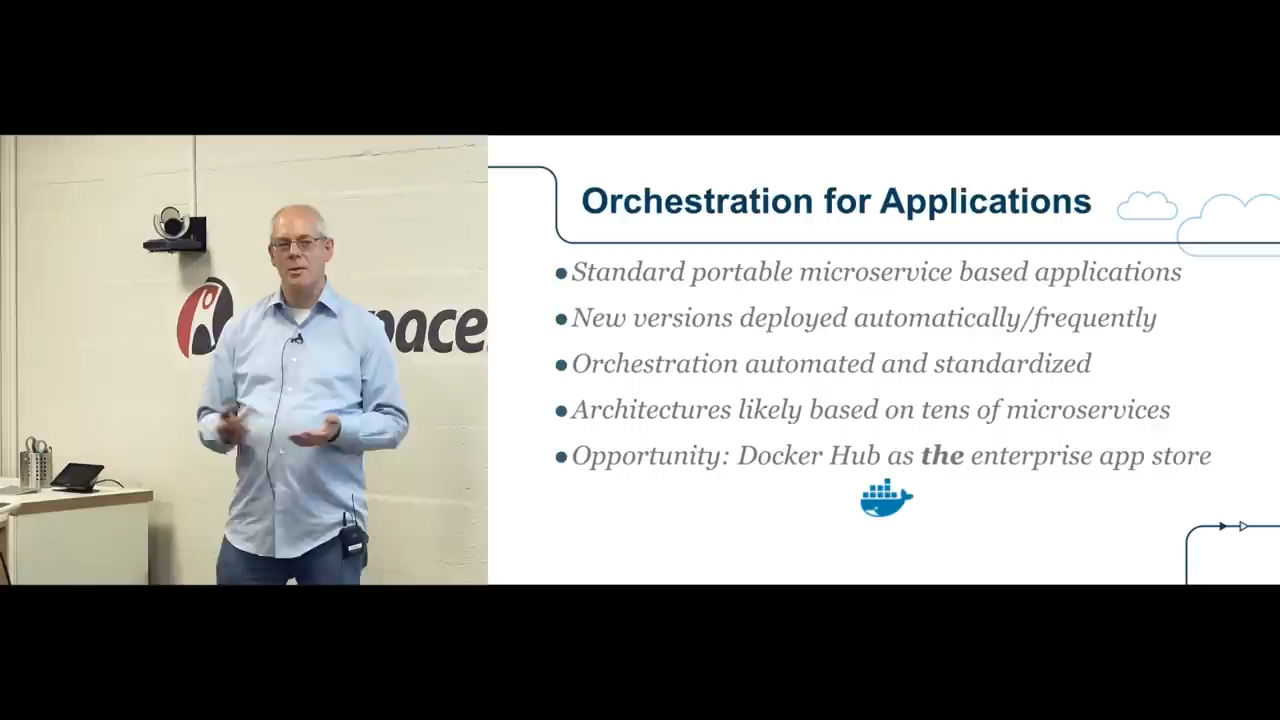 Orchestration for Applications
●Standard portable microservice based applications
●New versions deployed automatically/frequently
●Orchestration automated and standardized
●Architectures likely based on tens of microservices
●Opportunity: Docker Hub as the enterprise app store
pace